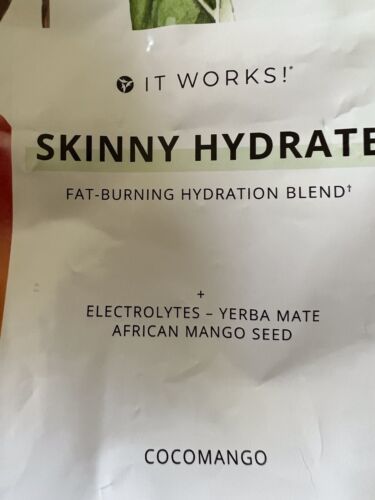 IT WORKS!*
SKINNY HYDRATE
FAT-BURNING HYDRATION BLEND†
+
ELECTROLYTES – YERBA MATE
AFRICAN MANGO SEED
COCOMANGO